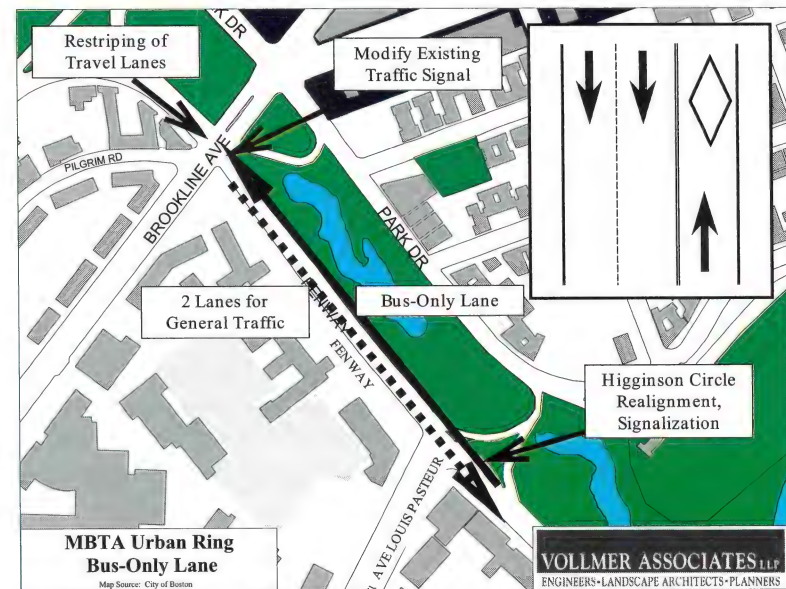 K DR
Restriping of
Travel Lanes
Modify Existing
Traffic Signal
PILGRIM RD
BROOKLINE AVE
PARK DR
2 Lanes for
General Traffic
Bus-Only Lane
FENWAY
FENWAY
Higginson Circle
Realignment,
Signalization
AVE LOUIS PASTEUR
MBTA Urban Ring
Bus-Only Lane
Map Source: City of Boston
VOLLMER ASSOCIATES LLP
ENGINEERS•LANDSCAPE ARCHITECTS•PLANNERS